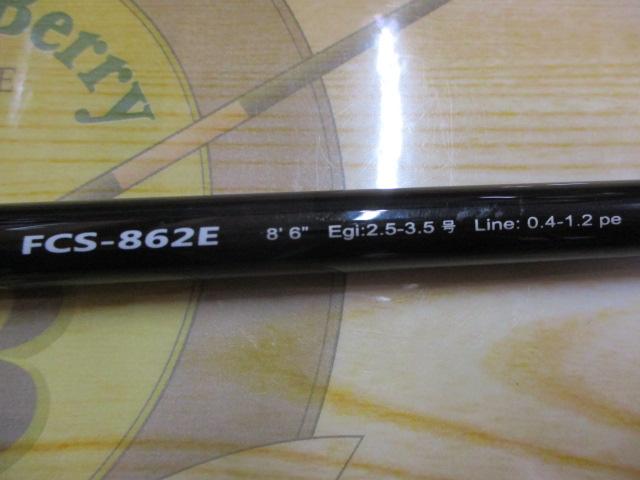 Berry
E
FCS-862E 8' 6" Egi:2.5-3.5 号 Line: 0.4-1.2 pe